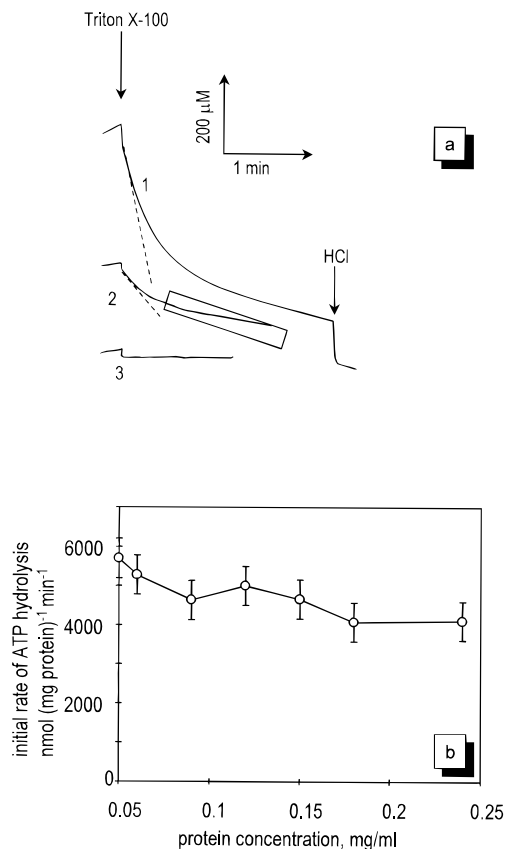 Triton X-100
200 μM
1 min
a
1
HCl
2
3
initial rate of ATP hydrolysis
nmol (mg protein)⁻¹ min⁻¹
6000
4000
2000
0
b
0.05
0.1
0.15
0.2
0.25
protein concentration, mg/ml